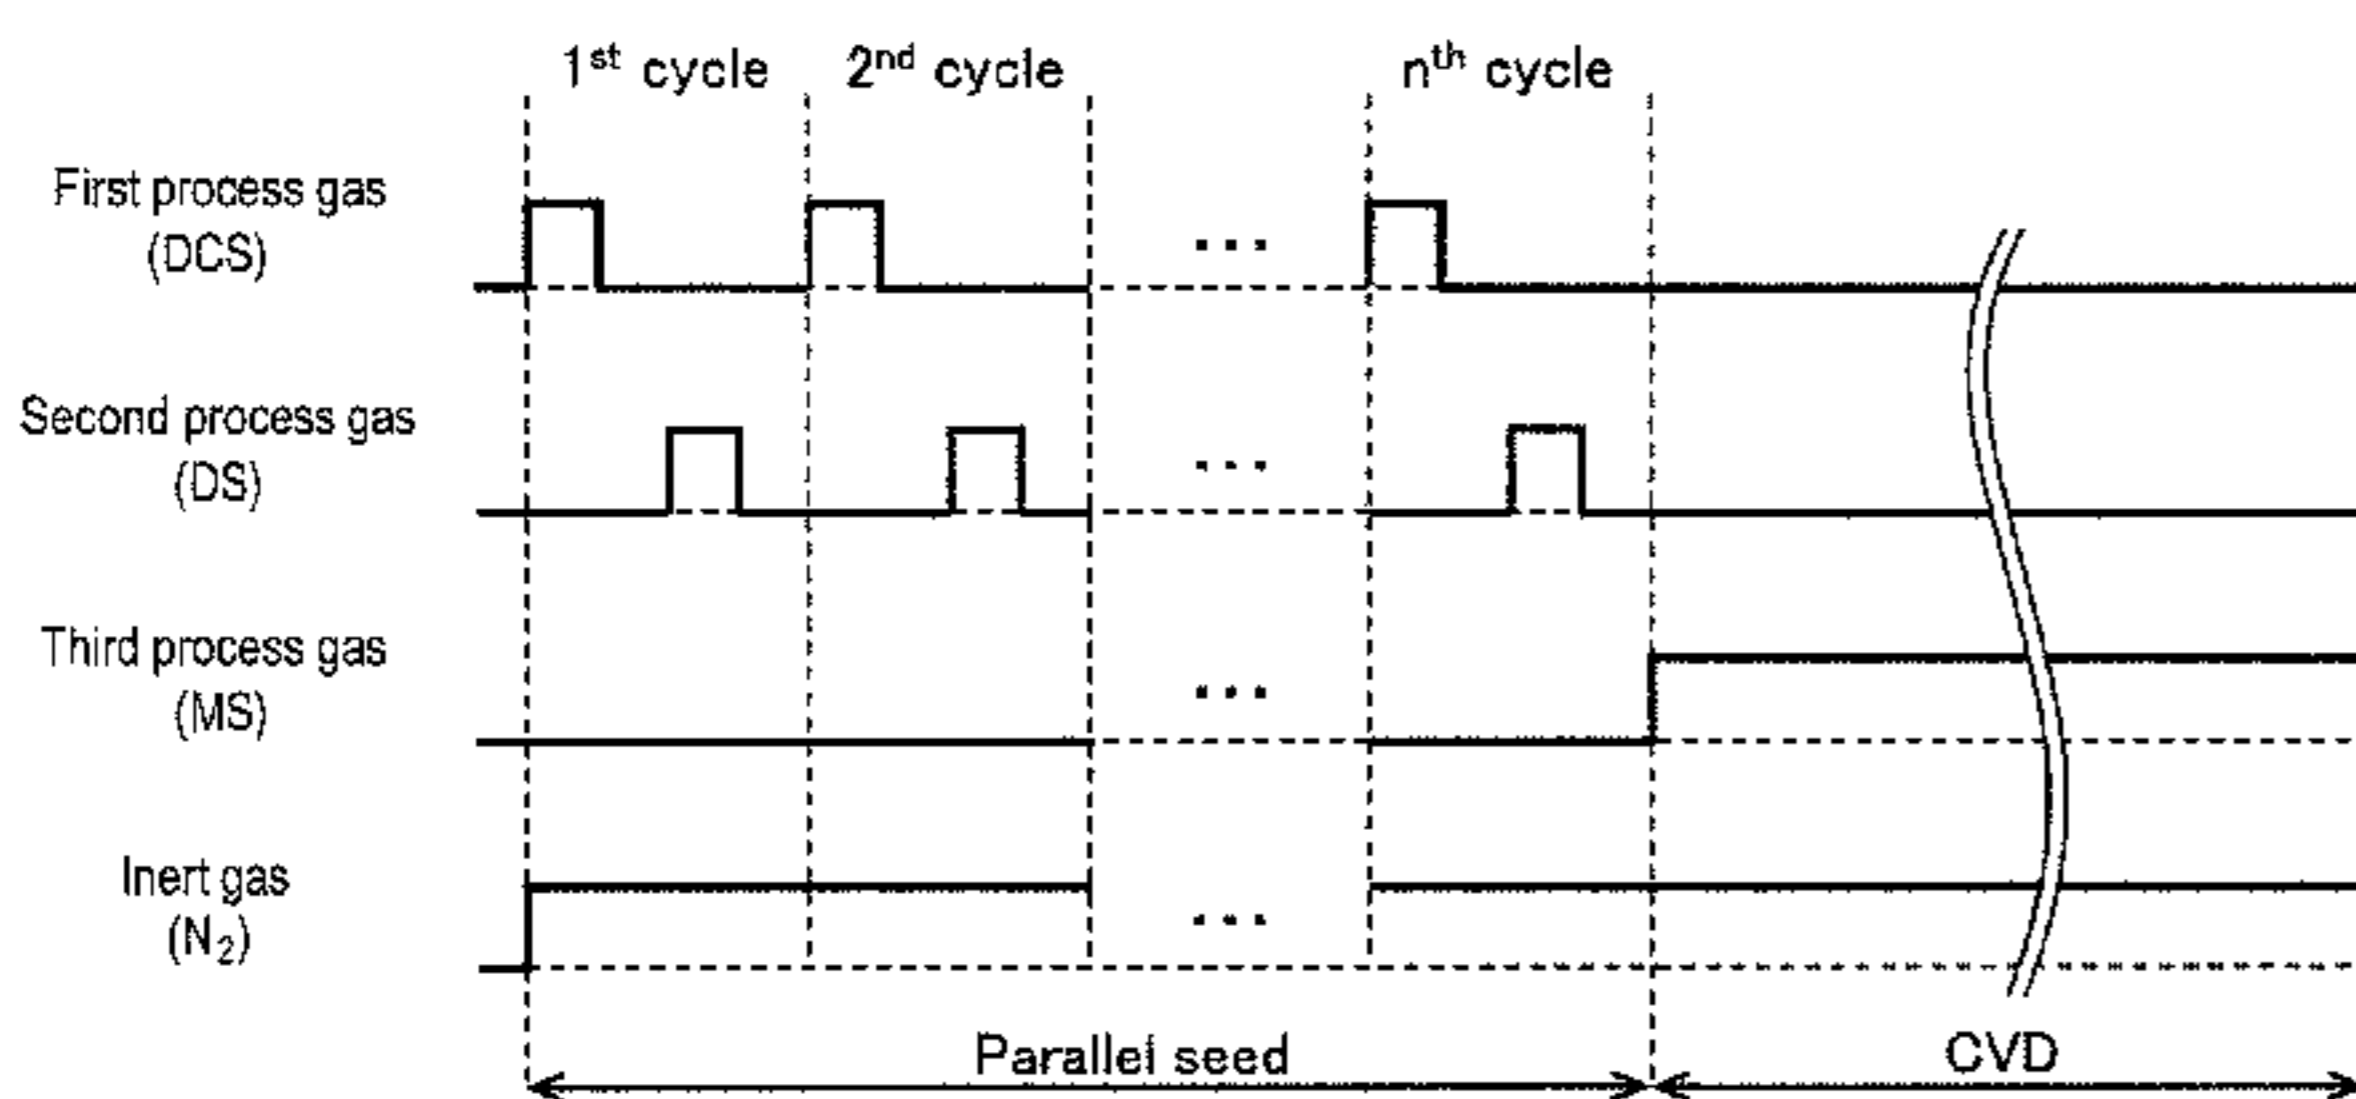 1st cycle 2nd cycle nth cycle
First process gas
(DCS)
...
Second process gas
(DS)
...
Third process gas
(MS)
...
Inert gas
(N2)
...
Parallel seed CVD